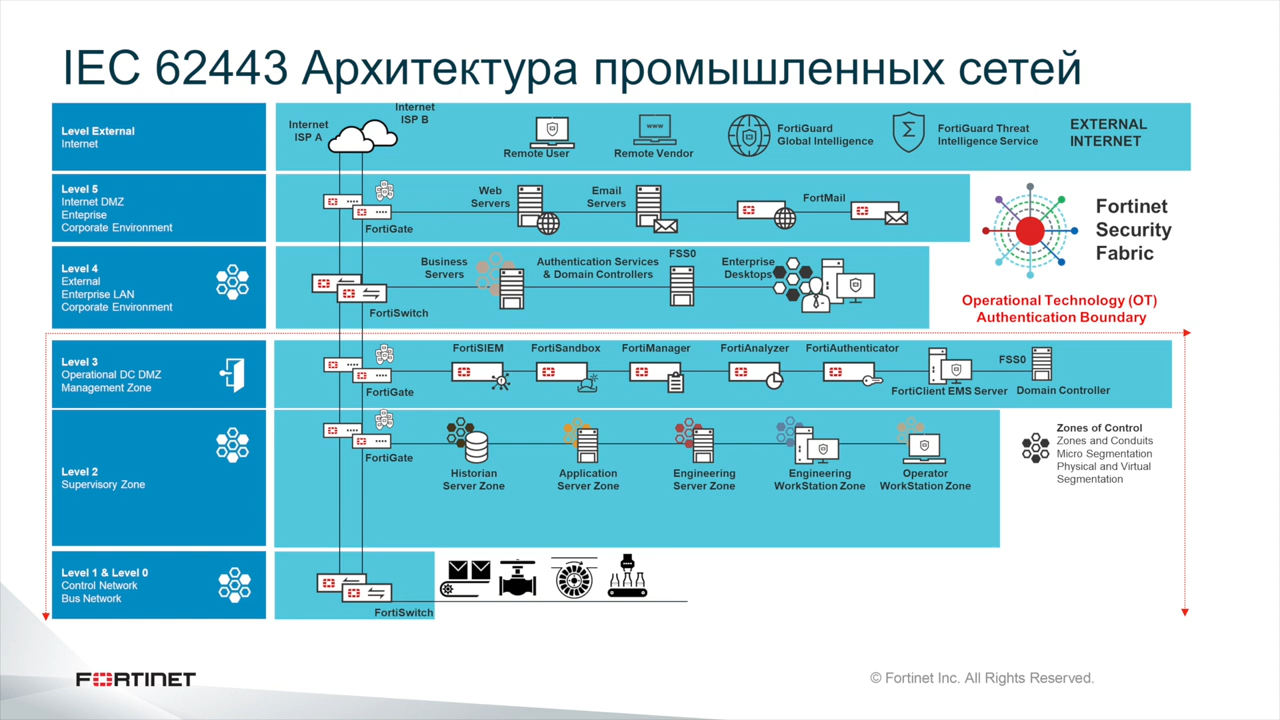 IEC 62443 Архитектура промышленных сетей
Level External
Internet
Internet
ISP A
Internet
ISP B
Remote User
www
Remote Vendor
FortiGuard
Global Intelligence
FortiGuard Threat
Intelligence Service
EXTERNAL
INTERNET
Level 5
Internet DMZ
Enteprise
Corporate Environment
FortiGate
Web
Servers
Email
Servers
FortMail
Fortinet
Security
Fabric
Level 4
External
Enterprise LAN
Corporate Environment
FortiSwitch
Business
Servers
Authentication Services
& Domain Controllers
FSS0
Enterprise
Desktops
Operational Technology (OT)
Authentication Boundary
Level 3
Operational DC DMZ
Management Zone
FortiGate
FortiSIEM
FortiSandbox
FortiManager
FortiAnalyzer
FortiAuthenticator
FortiClient EMS Server
FSS0
Domain Controller
Level 2
Supervisory Zone
FortiGate
Historian
Server Zone
Application
Server Zone
Engineering
Server Zone
Engineering
WorkStation Zone
Operator
WorkStation Zone
Zones of Control
Zones and Conduits
Micro Segmentation
Physical and Virtual
Segmentation
Level 1 & Level 0
Control Network
Bus Network
FortiSwitch
FORTINET
© Fortinet Inc. All Rights Reserved.